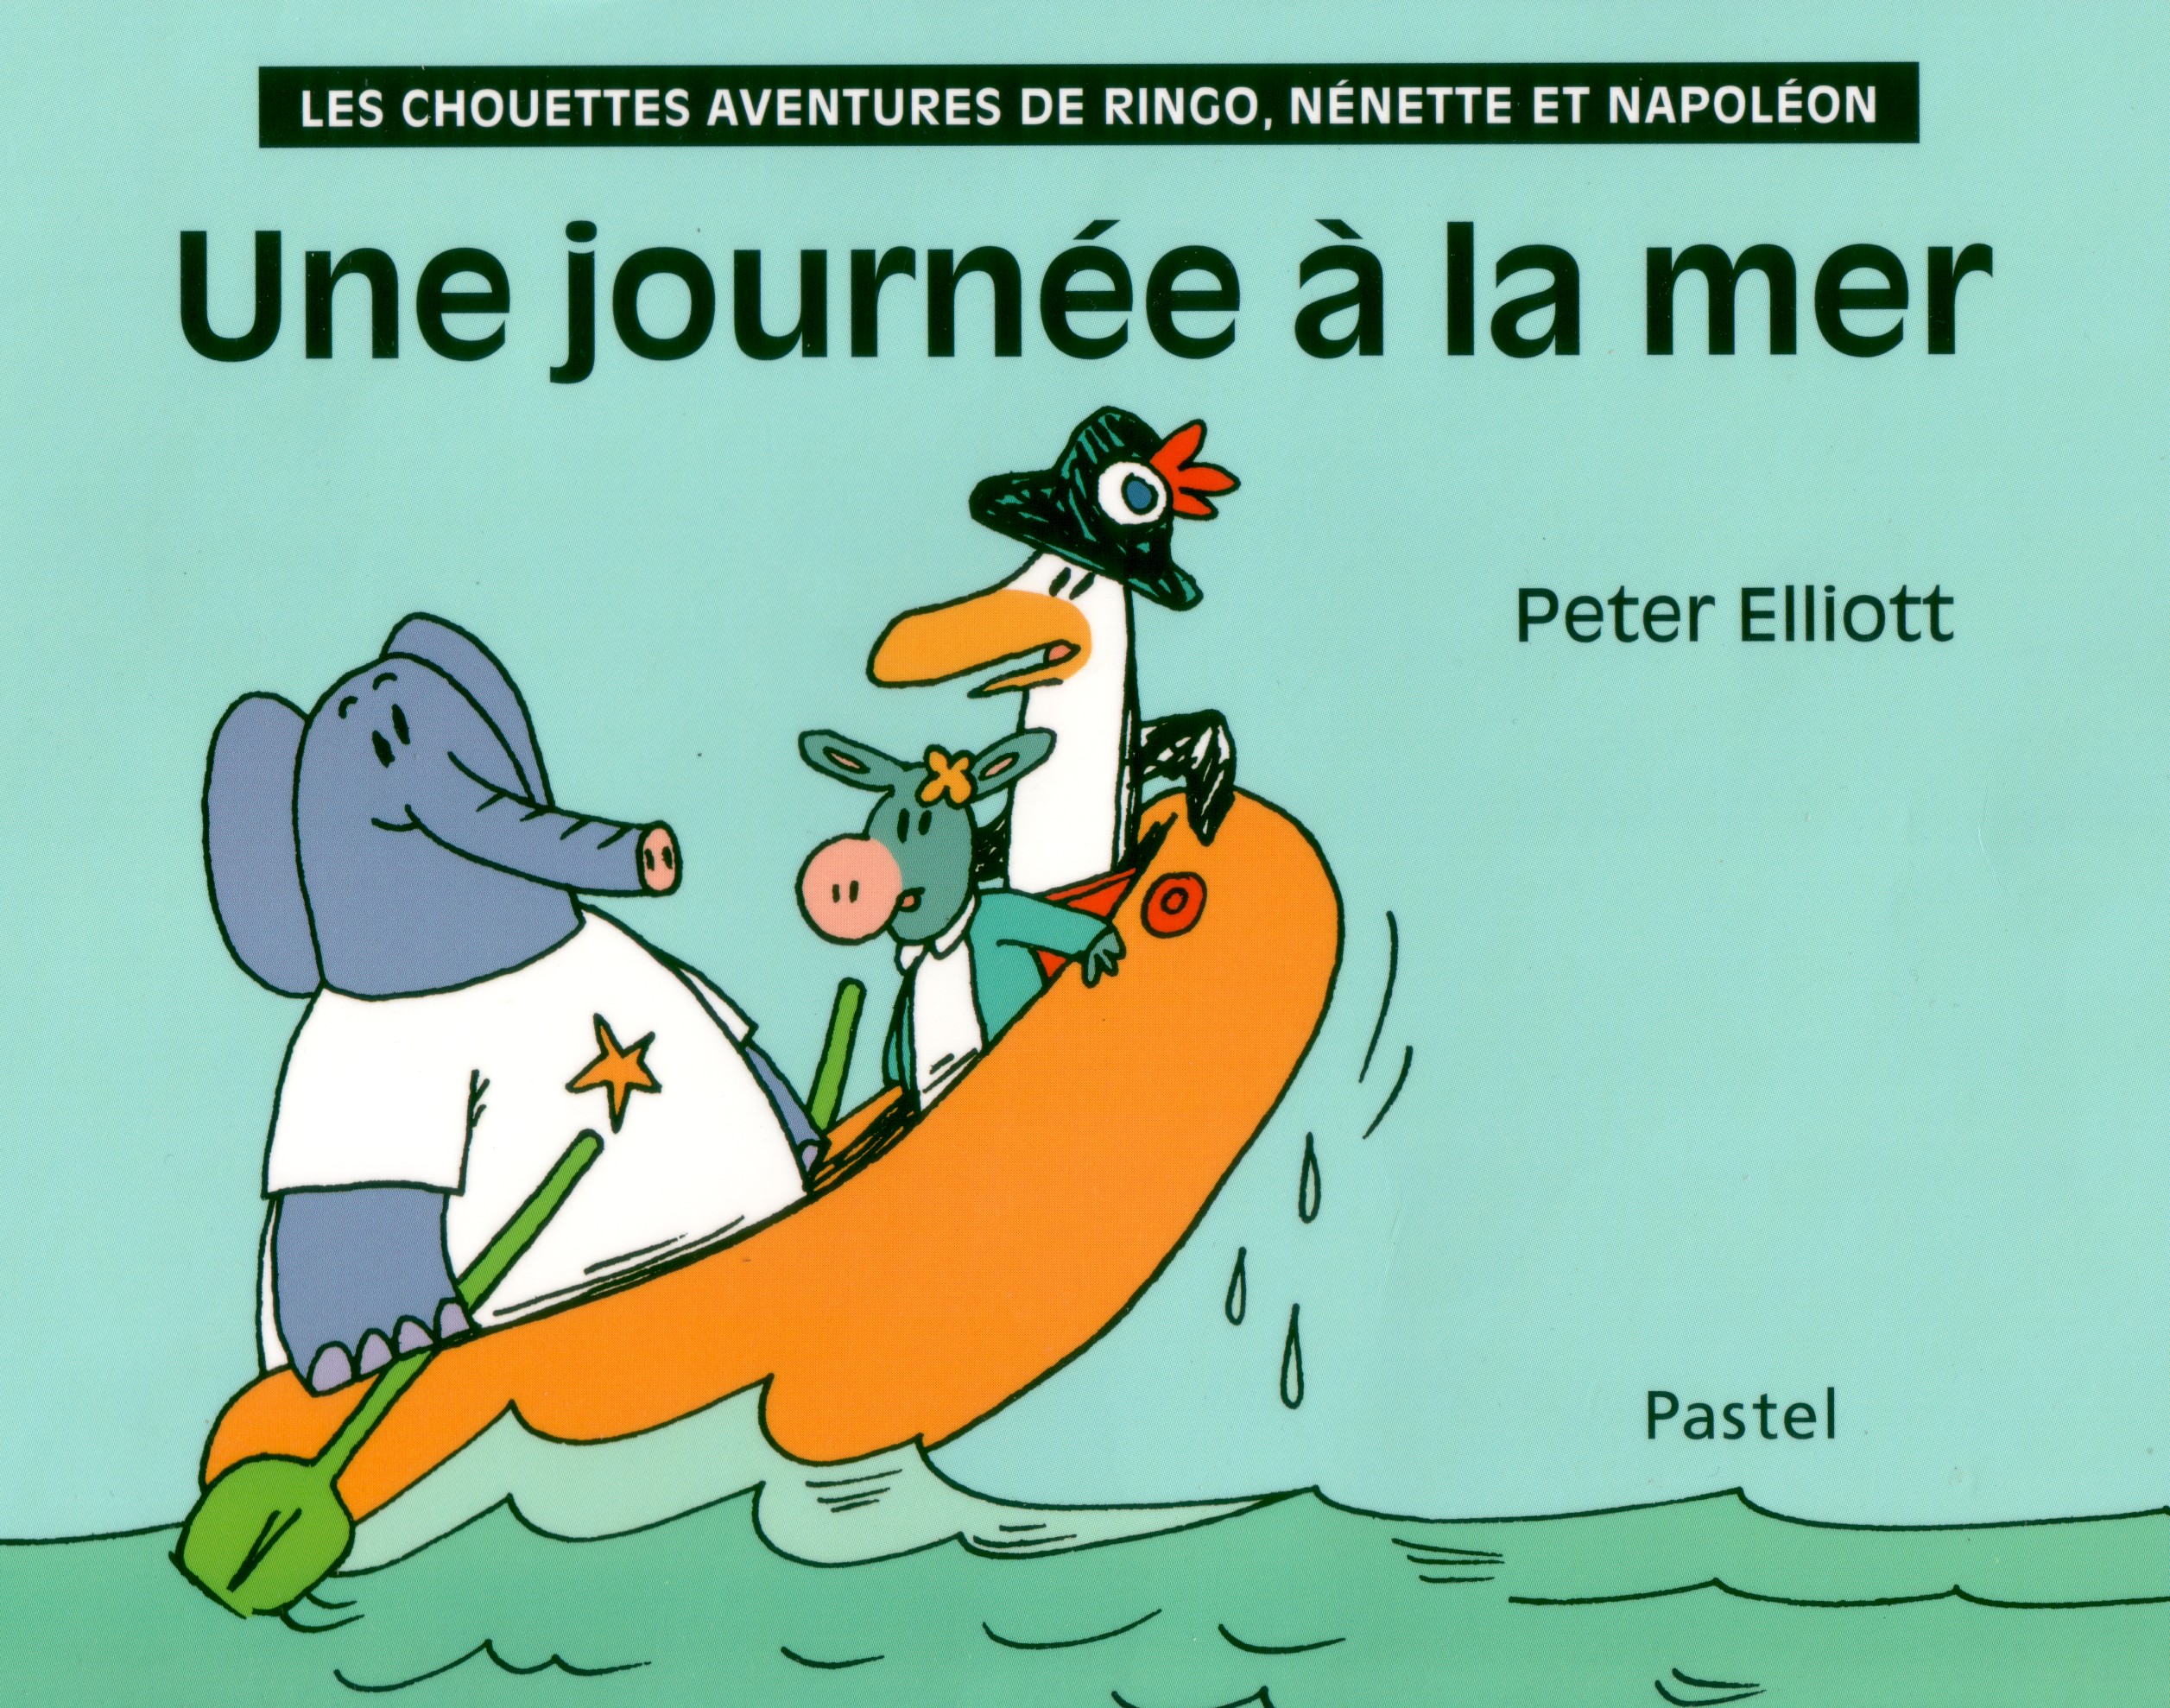 LES CHOUETTES AVENTURES DE RINGO, NÉNETTE ET NAPOLÉON
Une journée à la mer
Peter Elliott
Pastel